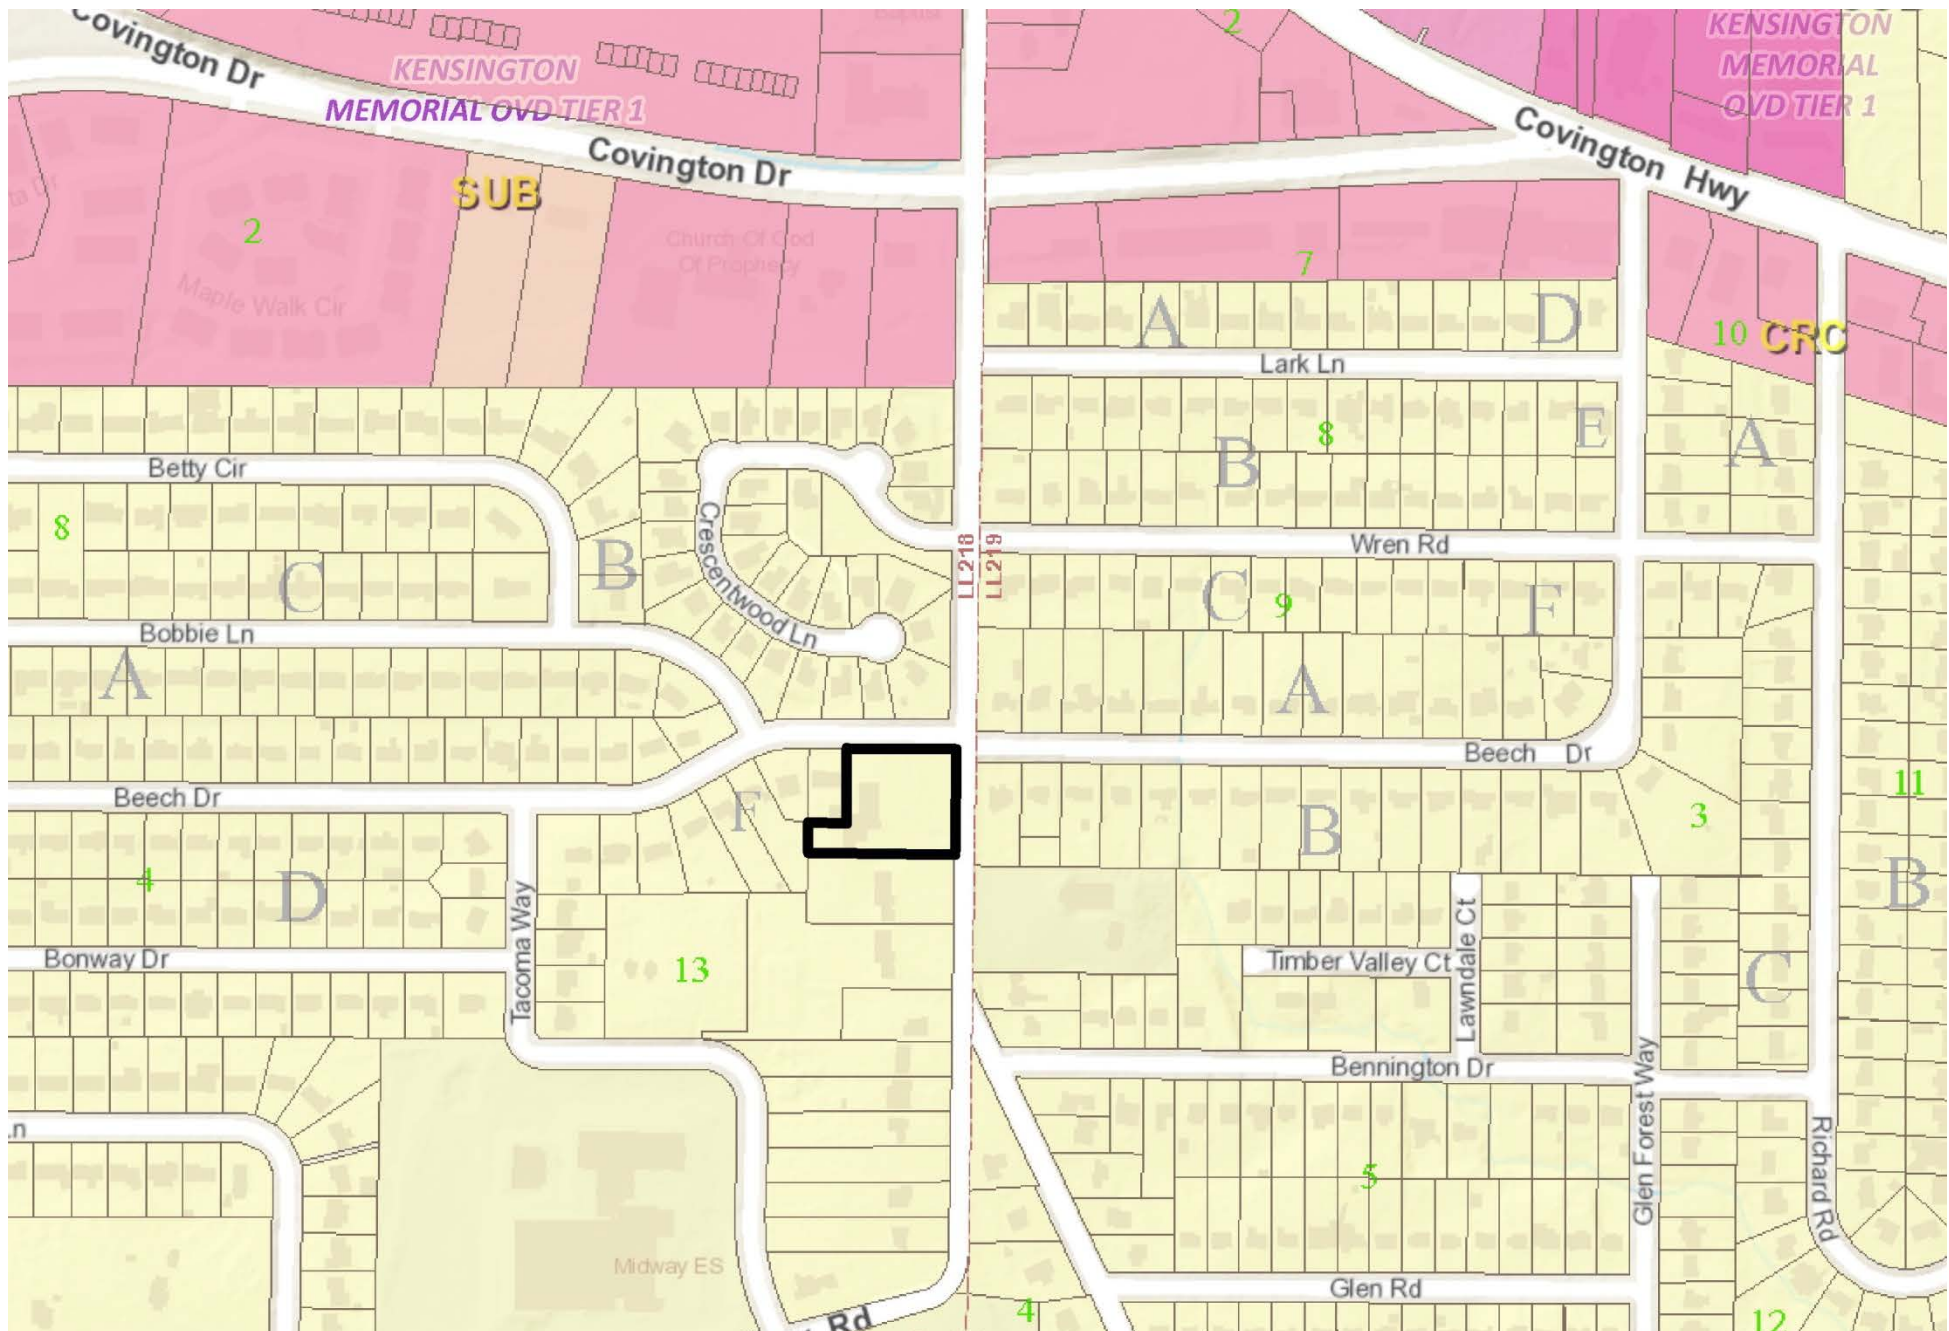 Baptist
2
KENSINGTON
MEMORIAL
OVD TIER 1
Covington Dr
KENSINGTON
MEMORIAL OVD TIER 1
Covington Dr
Covington Hwy
SUB
2
Church Of God
Of Prophecy
Maple Walk Cir
7
A
D
10
CRC
Lark Ln
8
B
E
A
Betty Cir
8
C
B
Crescentwood Ln
LL218
LL219
Wren Rd
C
9
F
Bobbie Ln
A
A
Beech Dr
Beech Dr
F
B
3
11
4
D
B
Tacoma Way
Lawndale Ct
Bonway Dr
13
Timber Valley Ct
C
Bennington Dr
Glen Forest Way
Richard Rd
5
Midway ES
Glen Rd
4
12
Rd